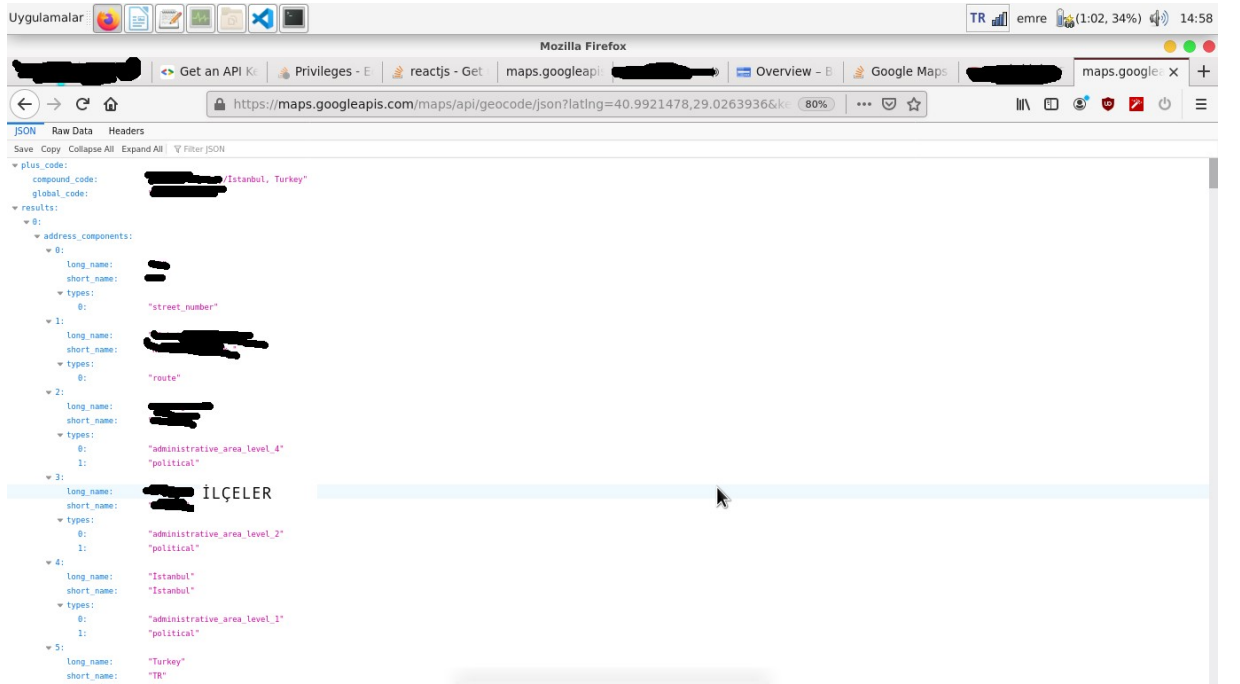 Uygulamalar TR emre (1:02, 34%) 14:58
Mozilla Firefox
Get an API Ke Privileges - E reactjs - Get maps.googleapi Overview - B Google Maps maps.google
https://maps.googleapis.com/maps/api/geocode/json?latlng=40.9921478,29.0263936&ke 80%
JSON Raw Data Headers
Save Copy Collapse All Expand All Filter JSON
plus_code:
compound_code: /İstanbul, Turkey"
global_code:
results:
0:
address_components:
0:
long_name:
short_name:
types:
0: "street_number"
1:
long_name:
short_name:
types:
0: "route"
2:
long_name:
short_name:
types:
0: "administrative_area_level_4"
1: "political"
3:
long_name: İLÇELER
short_name:
types:
0: "administrative_area_level_2"
1: "political"
4:
long_name: "İstanbul"
short_name: "İstanbul"
types:
0: "administrative_area_level_1"
1: "political"
5:
long_name: "Turkey"
short_name: "TR"